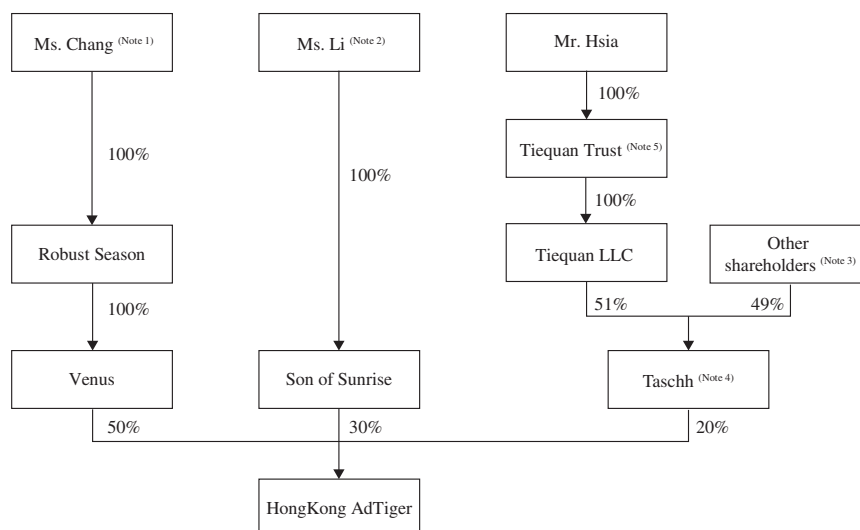 Ms. Chang (Note 1)
Ms. Li (Note 2)
Mr. Hsia
100%
Tiequan Trust (Note 5)
100%
100%
100%
Robust Season
Tiequan LLC
Other
shareholders (Note 3)
100%
51%
49%
Venus
Son of Sunrise
Taschh (Note 4)
50%
30%
20%
HongKong AdTiger